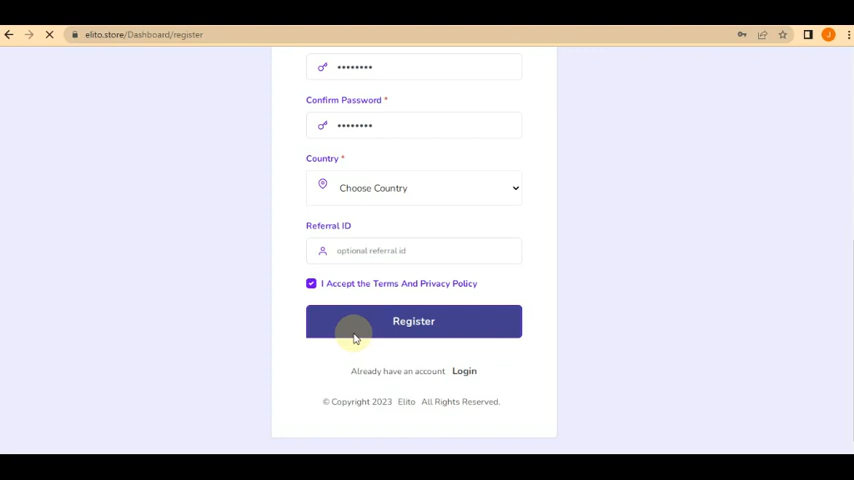 elito.store/Dashboard/register
J
••••••••
Confirm Password *
••••••••
Country *
Choose Country
Referral ID
optional referral id
I Accept the Terms And Privacy Policy
Register
Already have an account Login
© Copyright 2023 Elito All Rights Reserved.